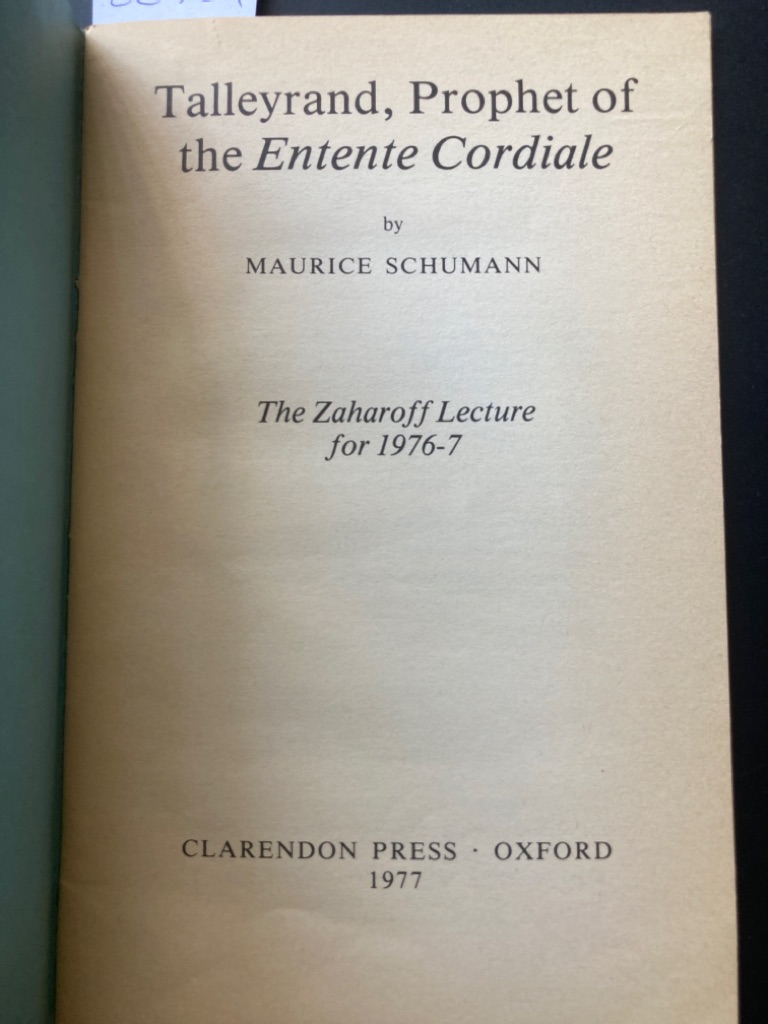 Talleyrand, Prophet of
the Entente Cordiale
by
MAURICE SCHUMANN
The Zaharoff Lecture
for 1976-7
CLARENDON PRESS · OXFORD
1977